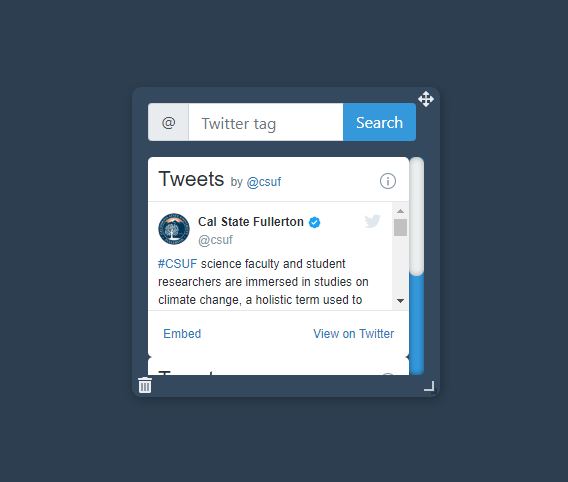 @ Twitter tag Search
Tweets by @csuf
Cal State Fullerton
@csuf
#CSUF science faculty and student
researchers are immersed in studies on
climate change, a holistic term used to
Embed View on Twitter